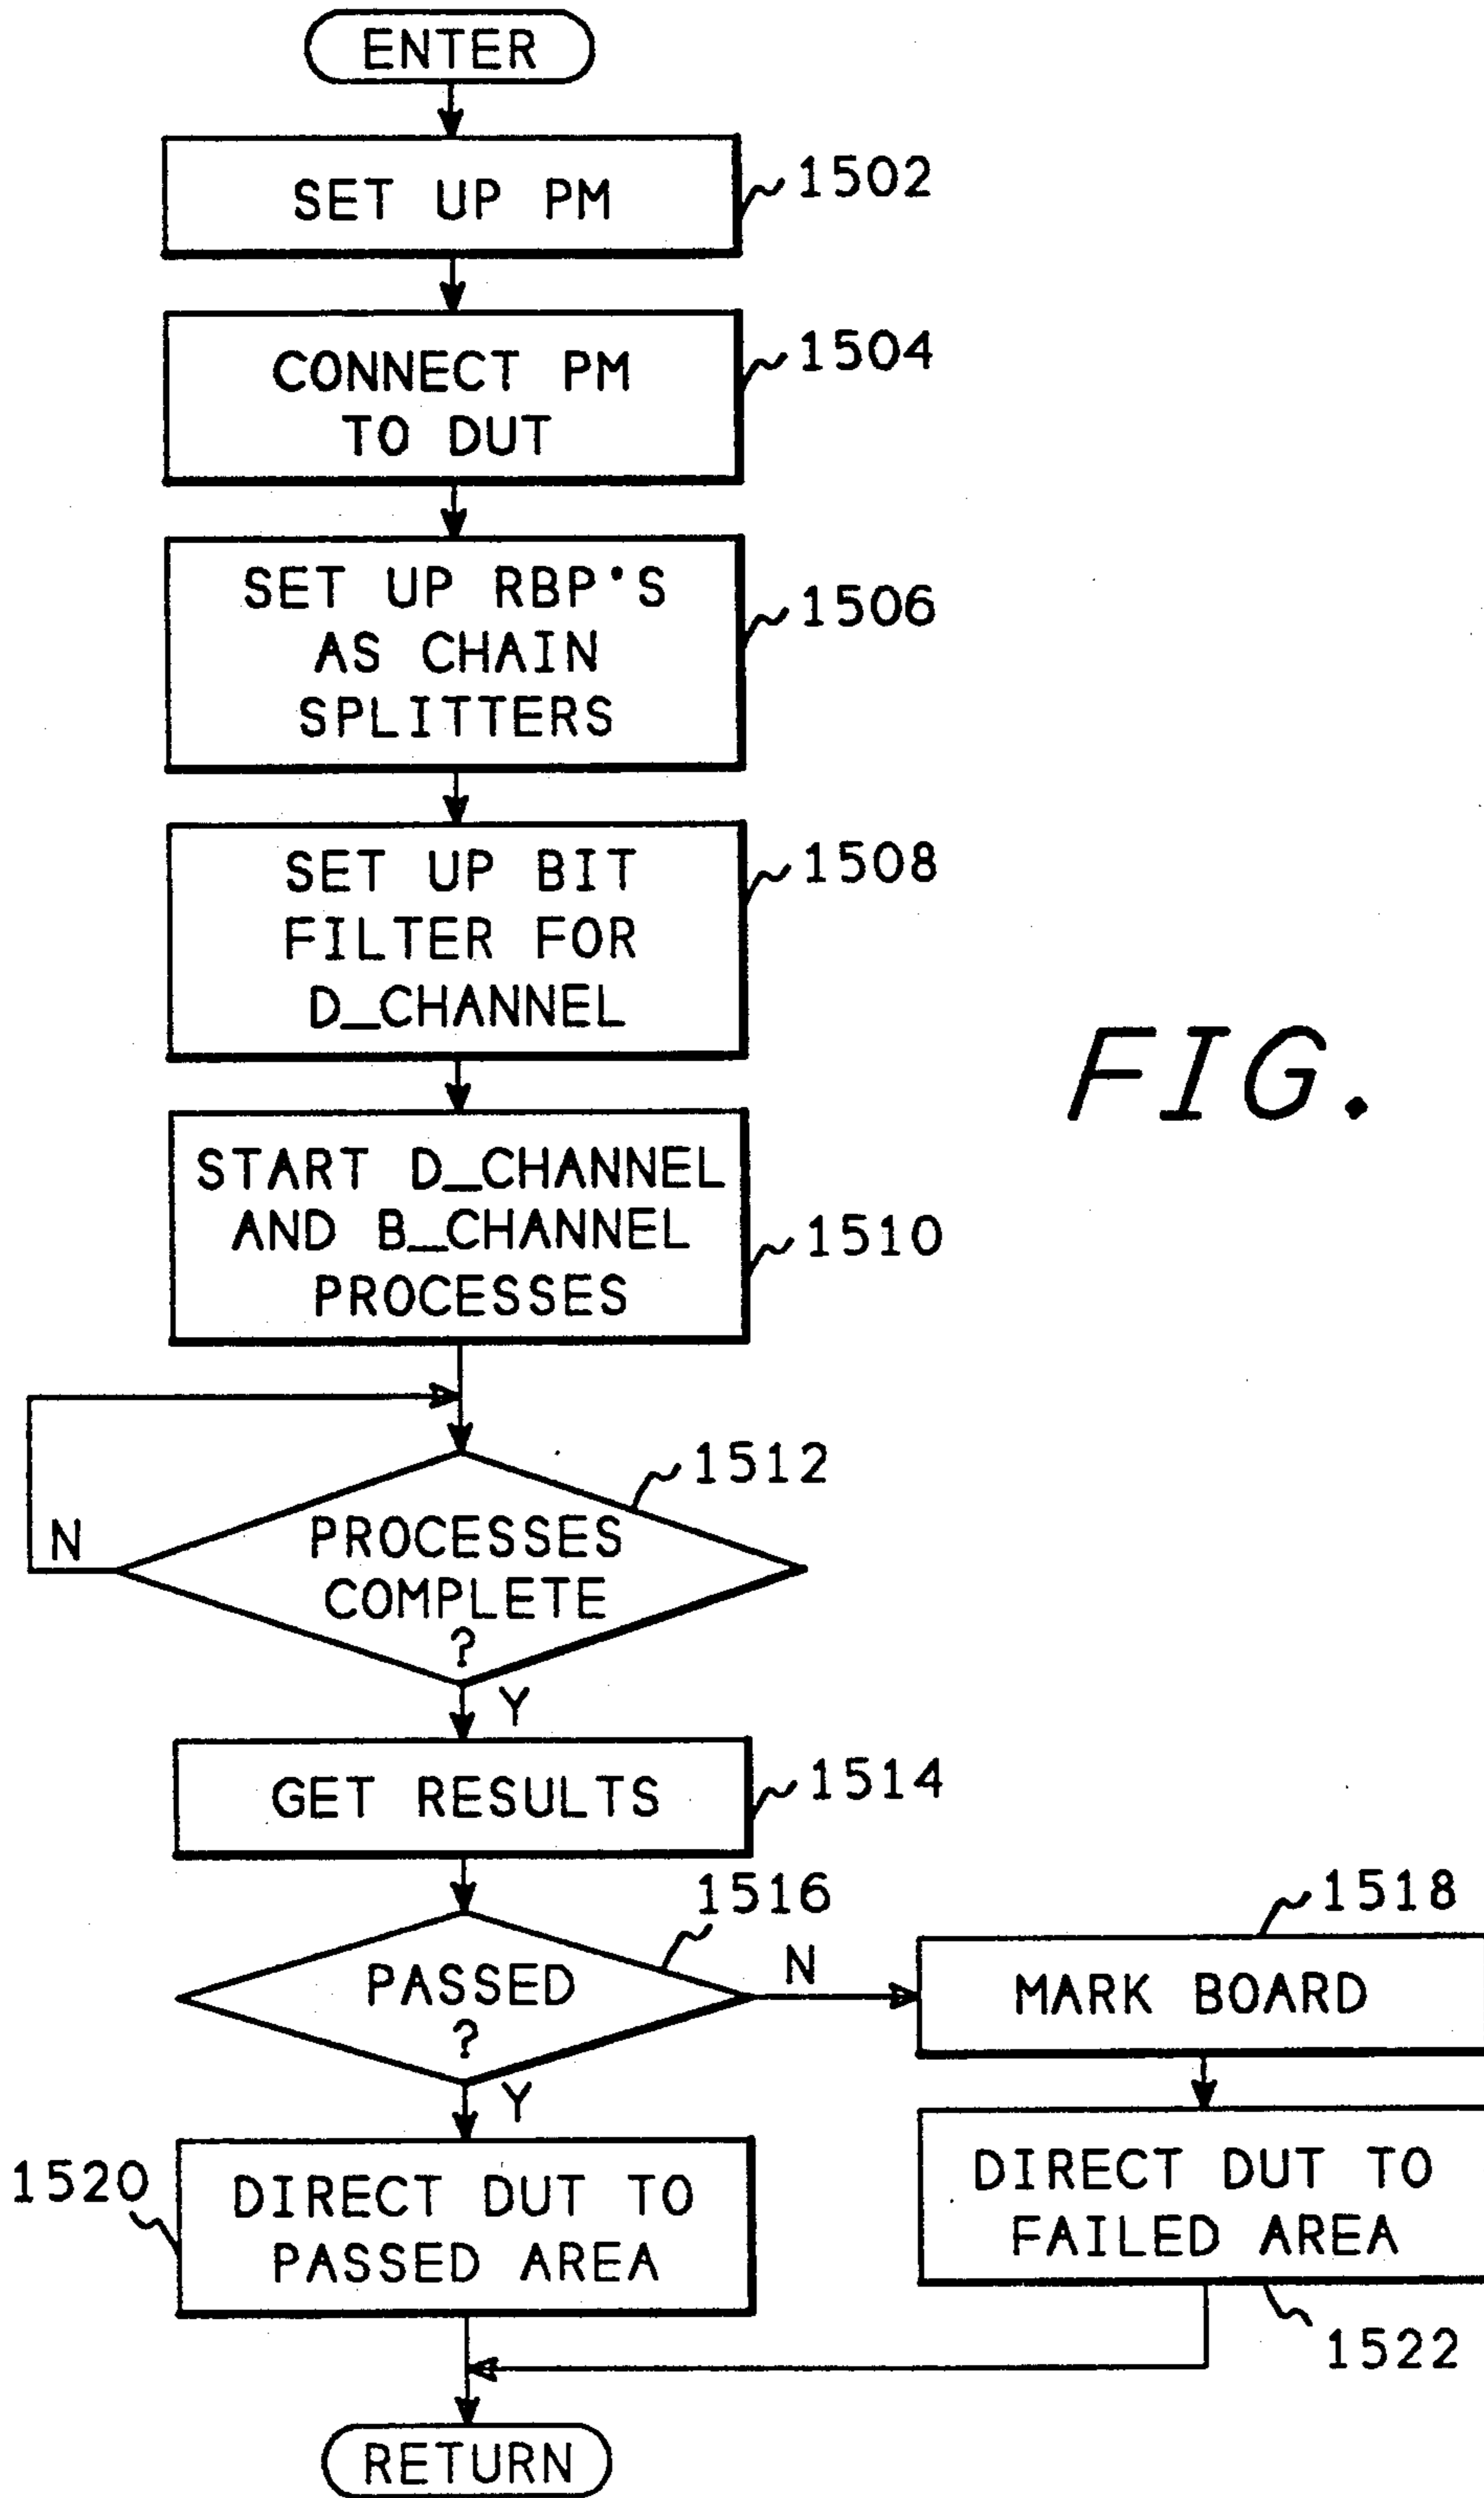 ENTER
SET UP PM
1502
CONNECT PM
TO DUT
1504
SET UP RBP'S
AS CHAIN
SPLITTERS
1506
SET UP BIT
FILTER FOR
D_CHANNEL
1508
FIG.
START D_CHANNEL
AND B_CHANNEL
PROCESSES
1510
1512
PROCESSES
COMPLETE
?
N
Y
GET RESULTS
1514
1516
PASSED
?
N
Y
1518
MARK BOARD
1520
DIRECT DUT TO
PASSED AREA
DIRECT DUT TO
FAILED AREA
1522
RETURN